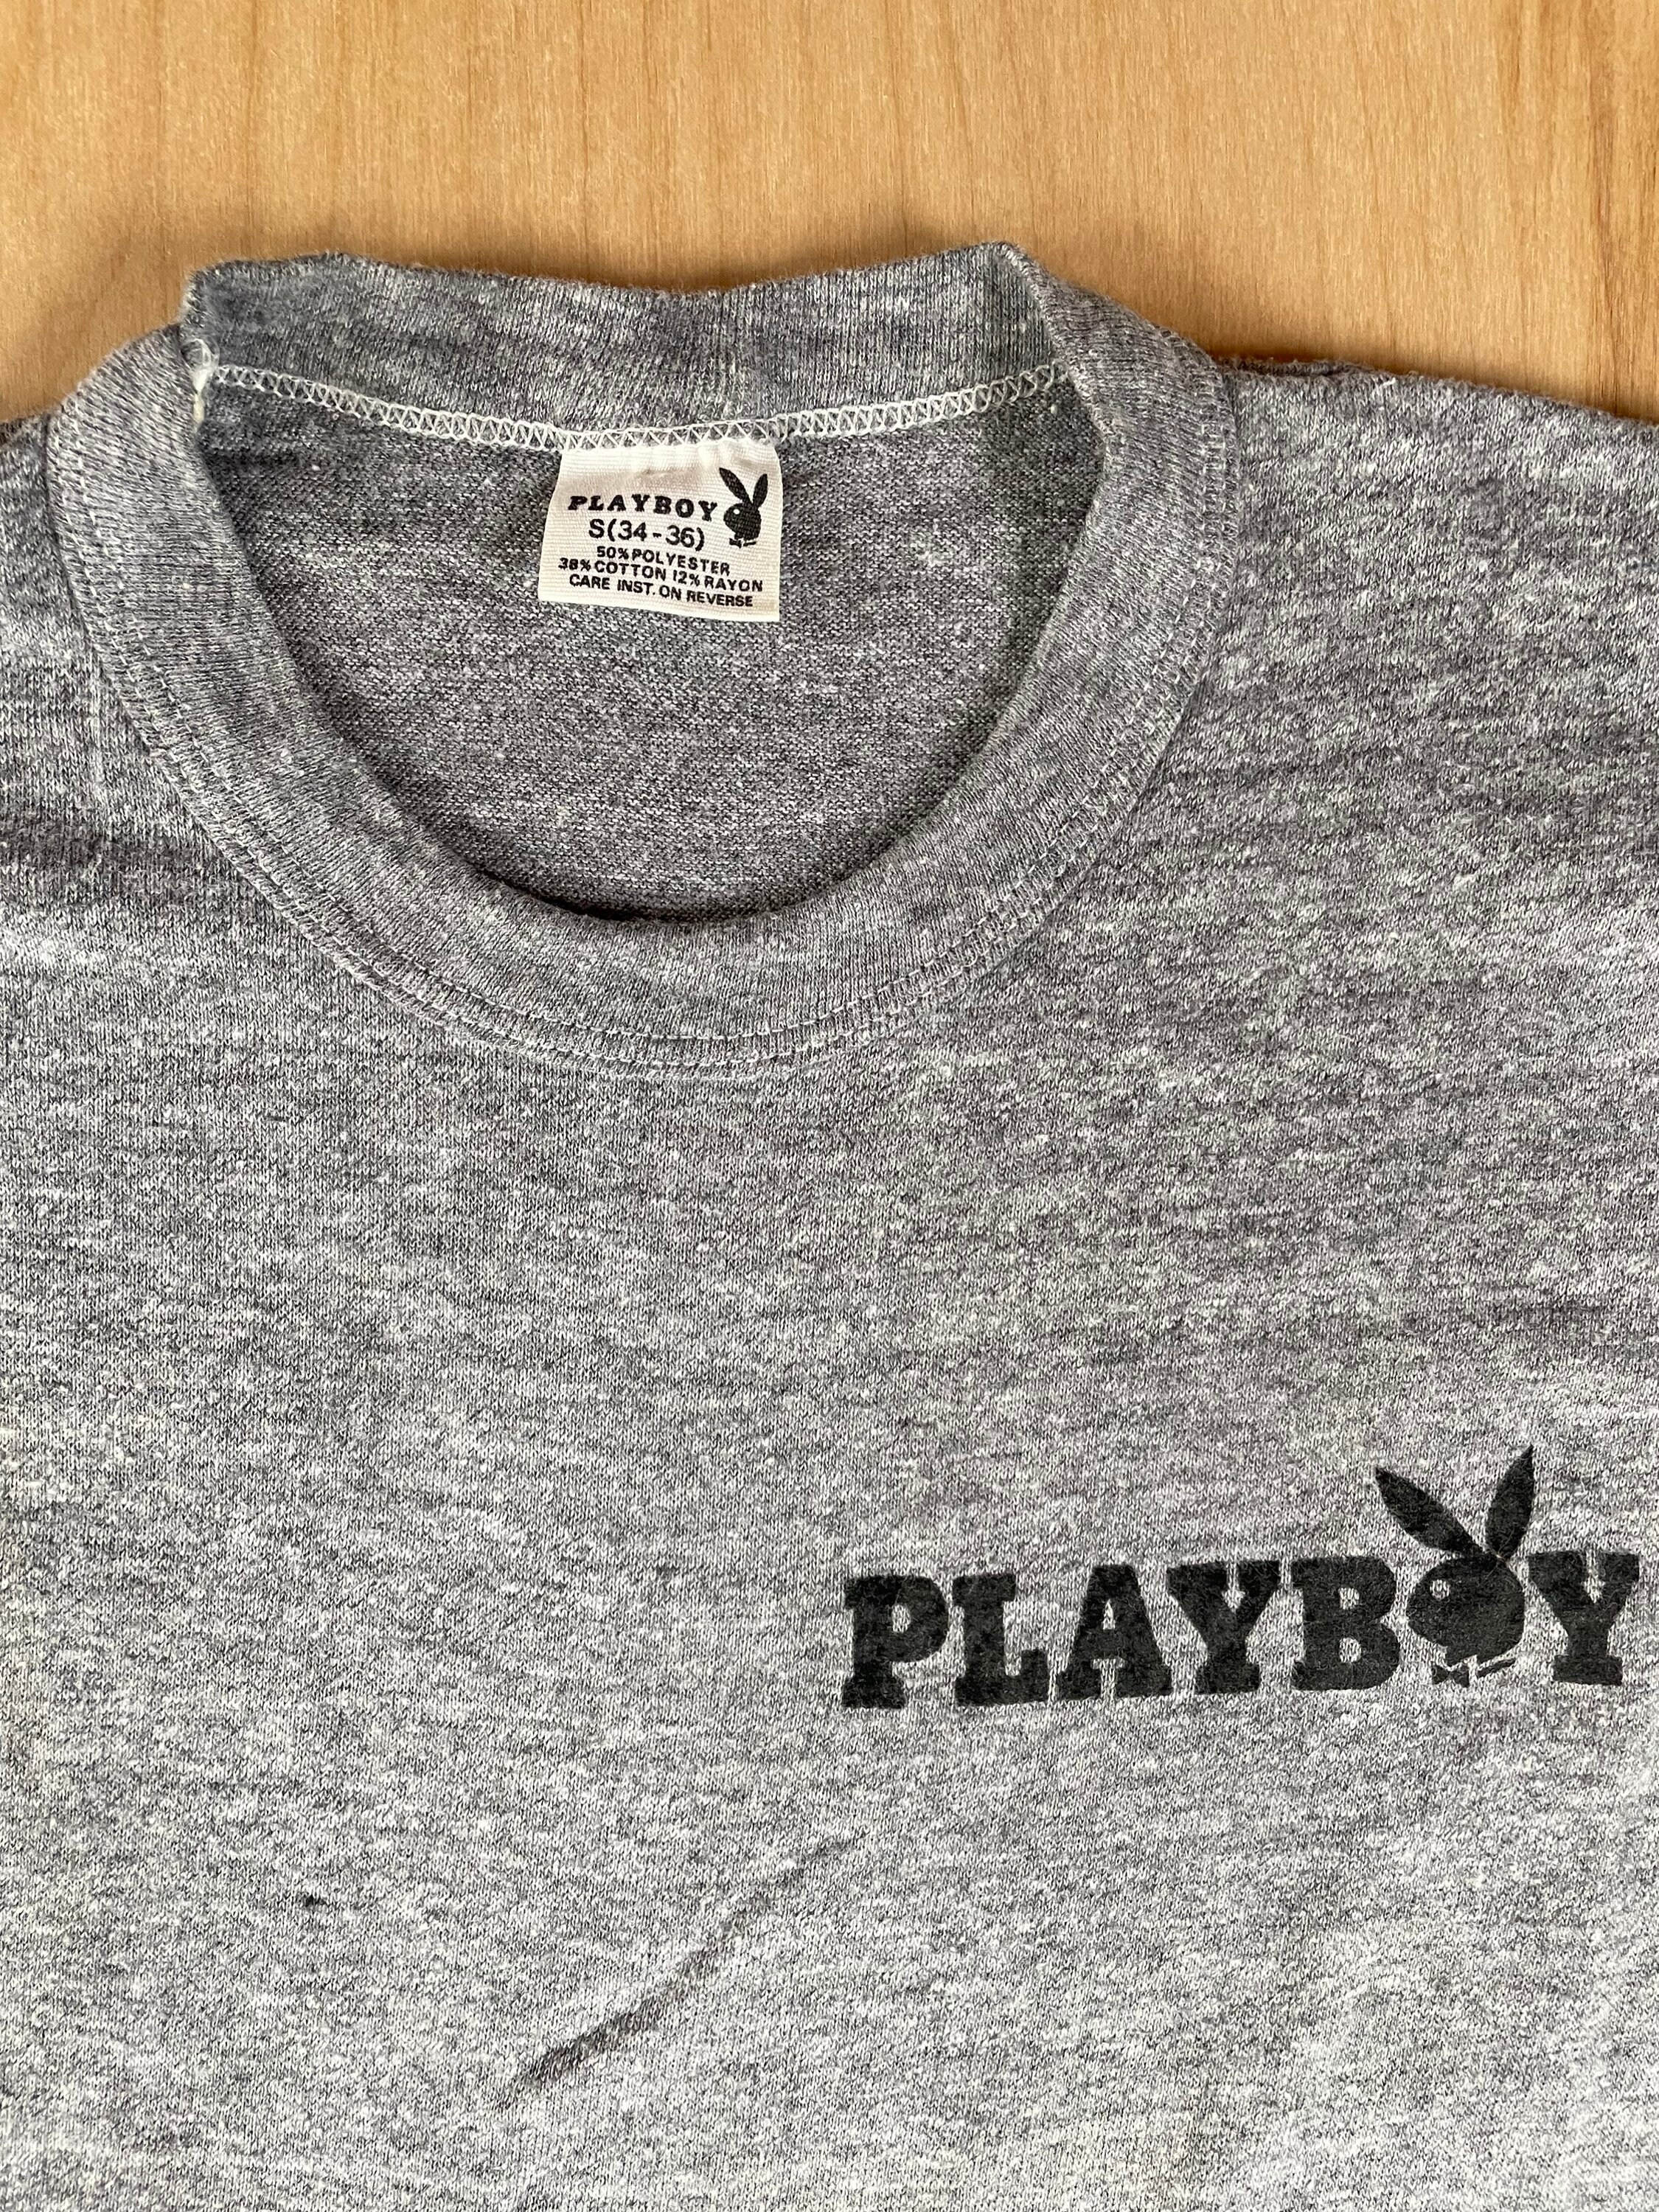 PLAYBOY
S(34-36)
50% POLYESTER
38% COTTON 12% RAYON
CARE INST. ON REVERSE
PLAYBOY